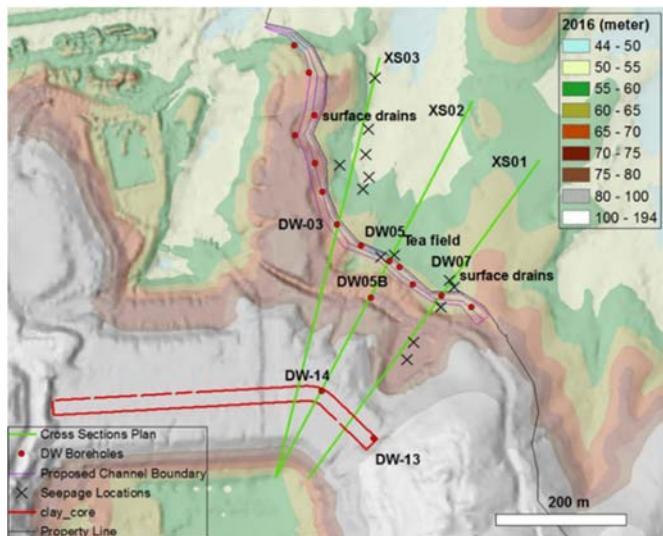 2016 (meter)
44 - 50
50 - 55
55 - 60
60 - 65
65 - 70
70 - 75
75 - 80
80 - 100
100 - 194
XS03
XS02
surface drains
XS01
DW-03
DW05
Tea field
DW07
surface drains
DW05B
DW-14
DW-13
Cross Sections Plan
DW Boreholes
Proposed Channel Boundary
Seepage Locations
clay_core
Property Line
200 m